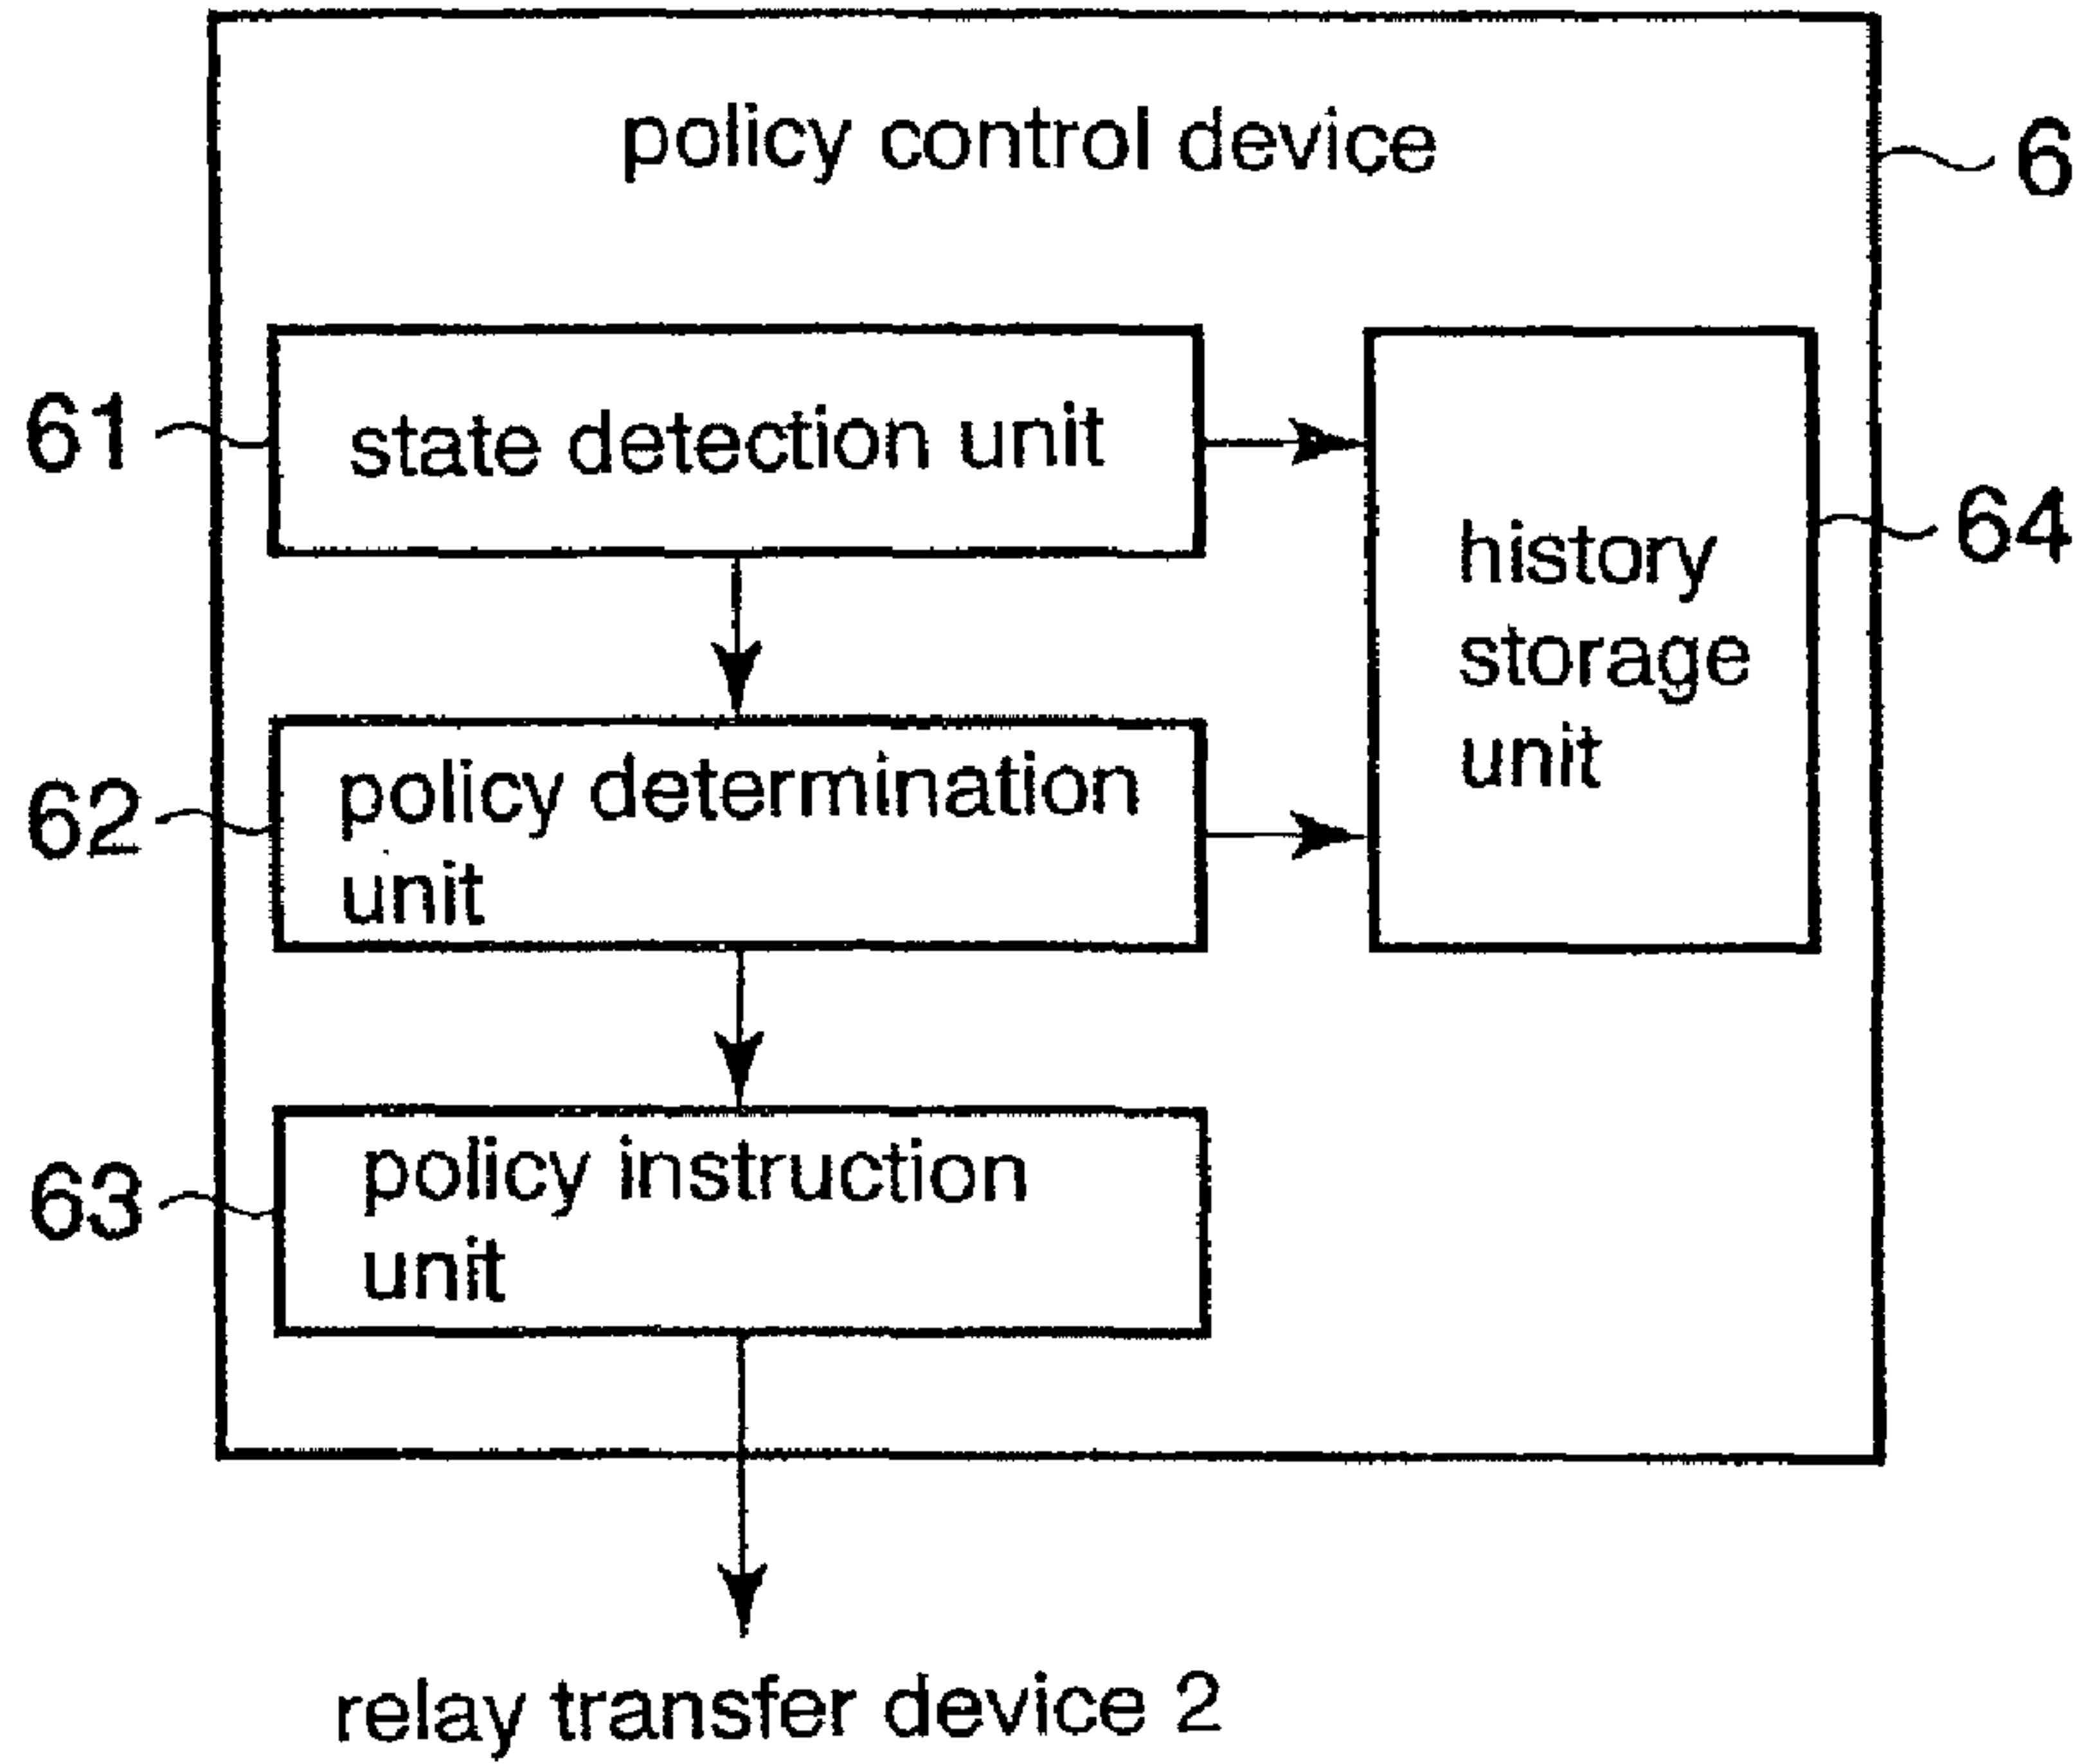 policy control device
6
61
state detection unit
64
history
storage
unit
62
policy determination
unit
63
policy instruction
unit
relay transfer device 2